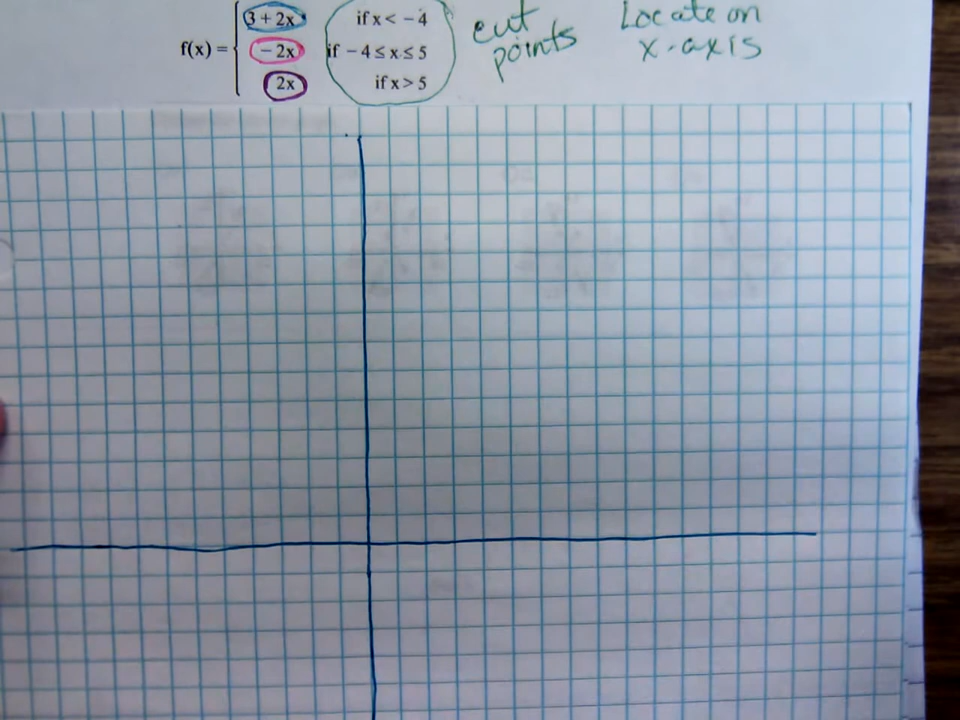 3 + 2x if x < − 4
f(x) = − 2x if − 4 ≤ x ≤ 5
2x if x > 5
cut
points
Locate on
x-axis